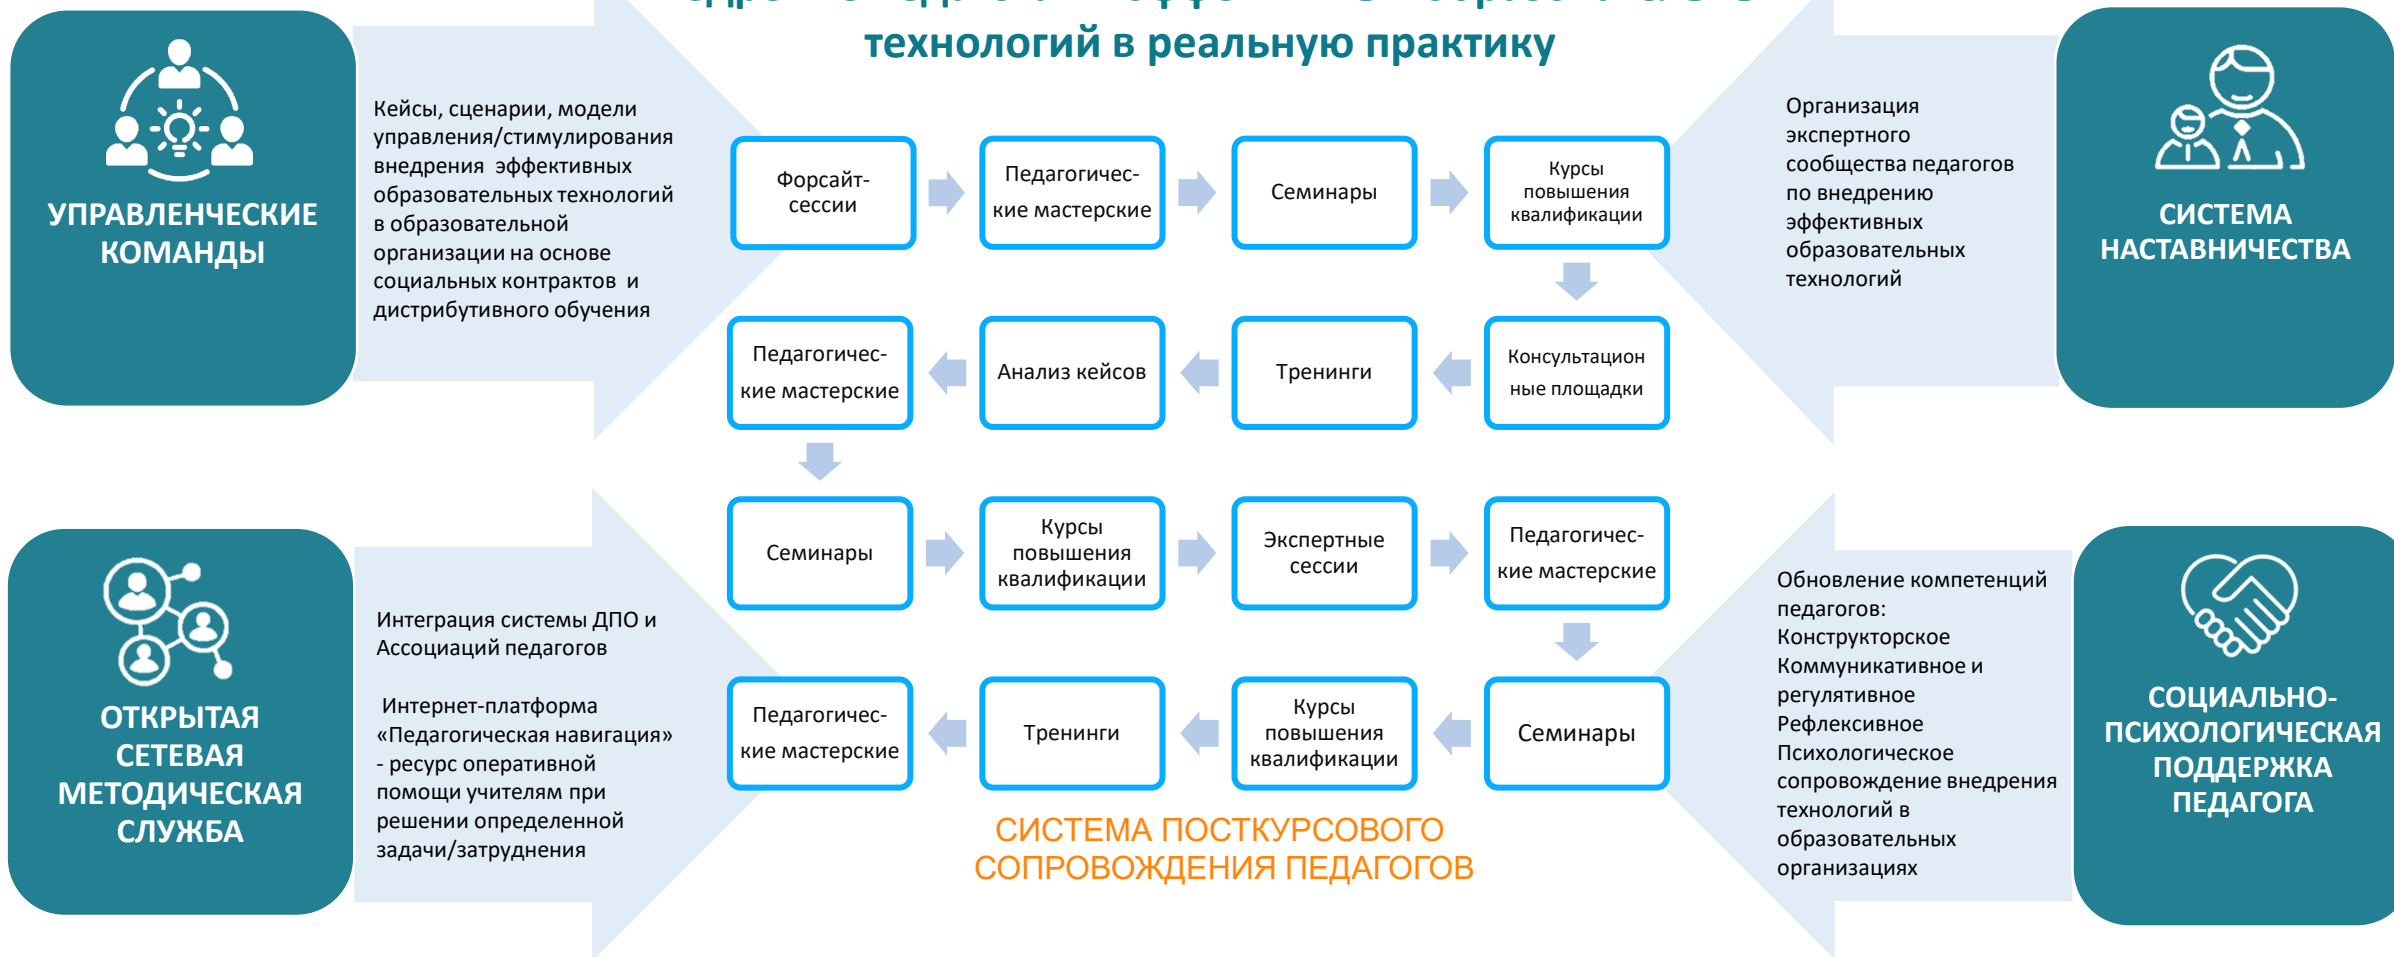 технологий в реальную практику
УПРАВЛЕНЧЕСКИЕ
КОМАНДЫ
Кейсы, сценарии, модели
управления/стимулирования
внедрения эффективных
образовательных технологий
в образовательной
организации на основе
социальных контрактов и
дистрибутивного обучения
Форсайт-
сессии
Педагогичес-
кие мастерские
Семинары
Курсы
повышения
квалификации
Организация
экспертного
сообщества педагогов
по внедрению
эффективных
образовательных
технологий
СИСТЕМА
НАСТАВНИЧЕСТВА
Педагогичес-
кие мастерские
Анализ кейсов
Тренинги
Консультацион
ные площадки
Семинары
Курсы
повышения
квалификации
Экспертные
сессии
Педагогичес-
кие мастерские
ОТКРЫТАЯ
СЕТЕВАЯ
МЕТОДИЧЕСКАЯ
СЛУЖБА
Интеграция системы ДПО и
Ассоциаций педагогов
Интернет-платформа
«Педагогическая навигация»
- ресурс оперативной
помощи учителям при
решении определенной
задачи/затруднения
Педагогичес-
кие мастерские
Тренинги
Курсы
повышения
квалификации
Семинары
Обновление компетенций
педагогов:
Конструкторское
Коммуникативное и
регулятивное
Рефлексивное
Психологическое
сопровождение внедрения
технологий в
образовательных
организациях
СОЦИАЛЬНО-
ПСИХОЛОГИЧЕСКАЯ
ПОДДЕРЖКА
ПЕДАГОГА
СИСТЕМА ПОСТКУРСОВОГО
СОПРОВОЖДЕНИЯ ПЕДАГОГОВ